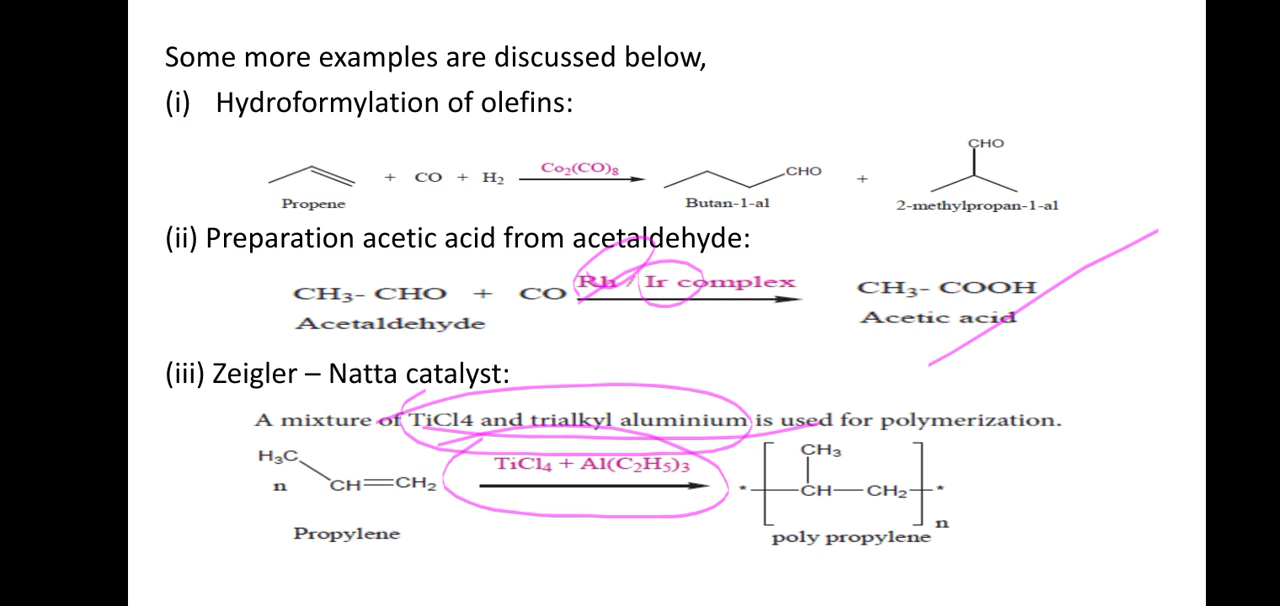 Some more examples are discussed below,
(i) Hydroformylation of olefins:
CHO
+ CO + H₂ Co₂(CO)₈ CHO +
Propene Butan-1-al 2-methylpropan-1-al
(ii) Preparation acetic acid from acetaldehyde:
CH₃- CHO + CO Rh / Ir complex CH₃- COOH
Acetaldehyde Acetic acid
(iii) Zeigler – Natta catalyst:
A mixture of TiCl4 and trialkyl aluminium is used for polymerization.
H₃C CH₃
TiCl₄ + Al(C₂H₅)₃
n CH=CH₂ * CH—CH₂ *
n
Propylene poly propylene